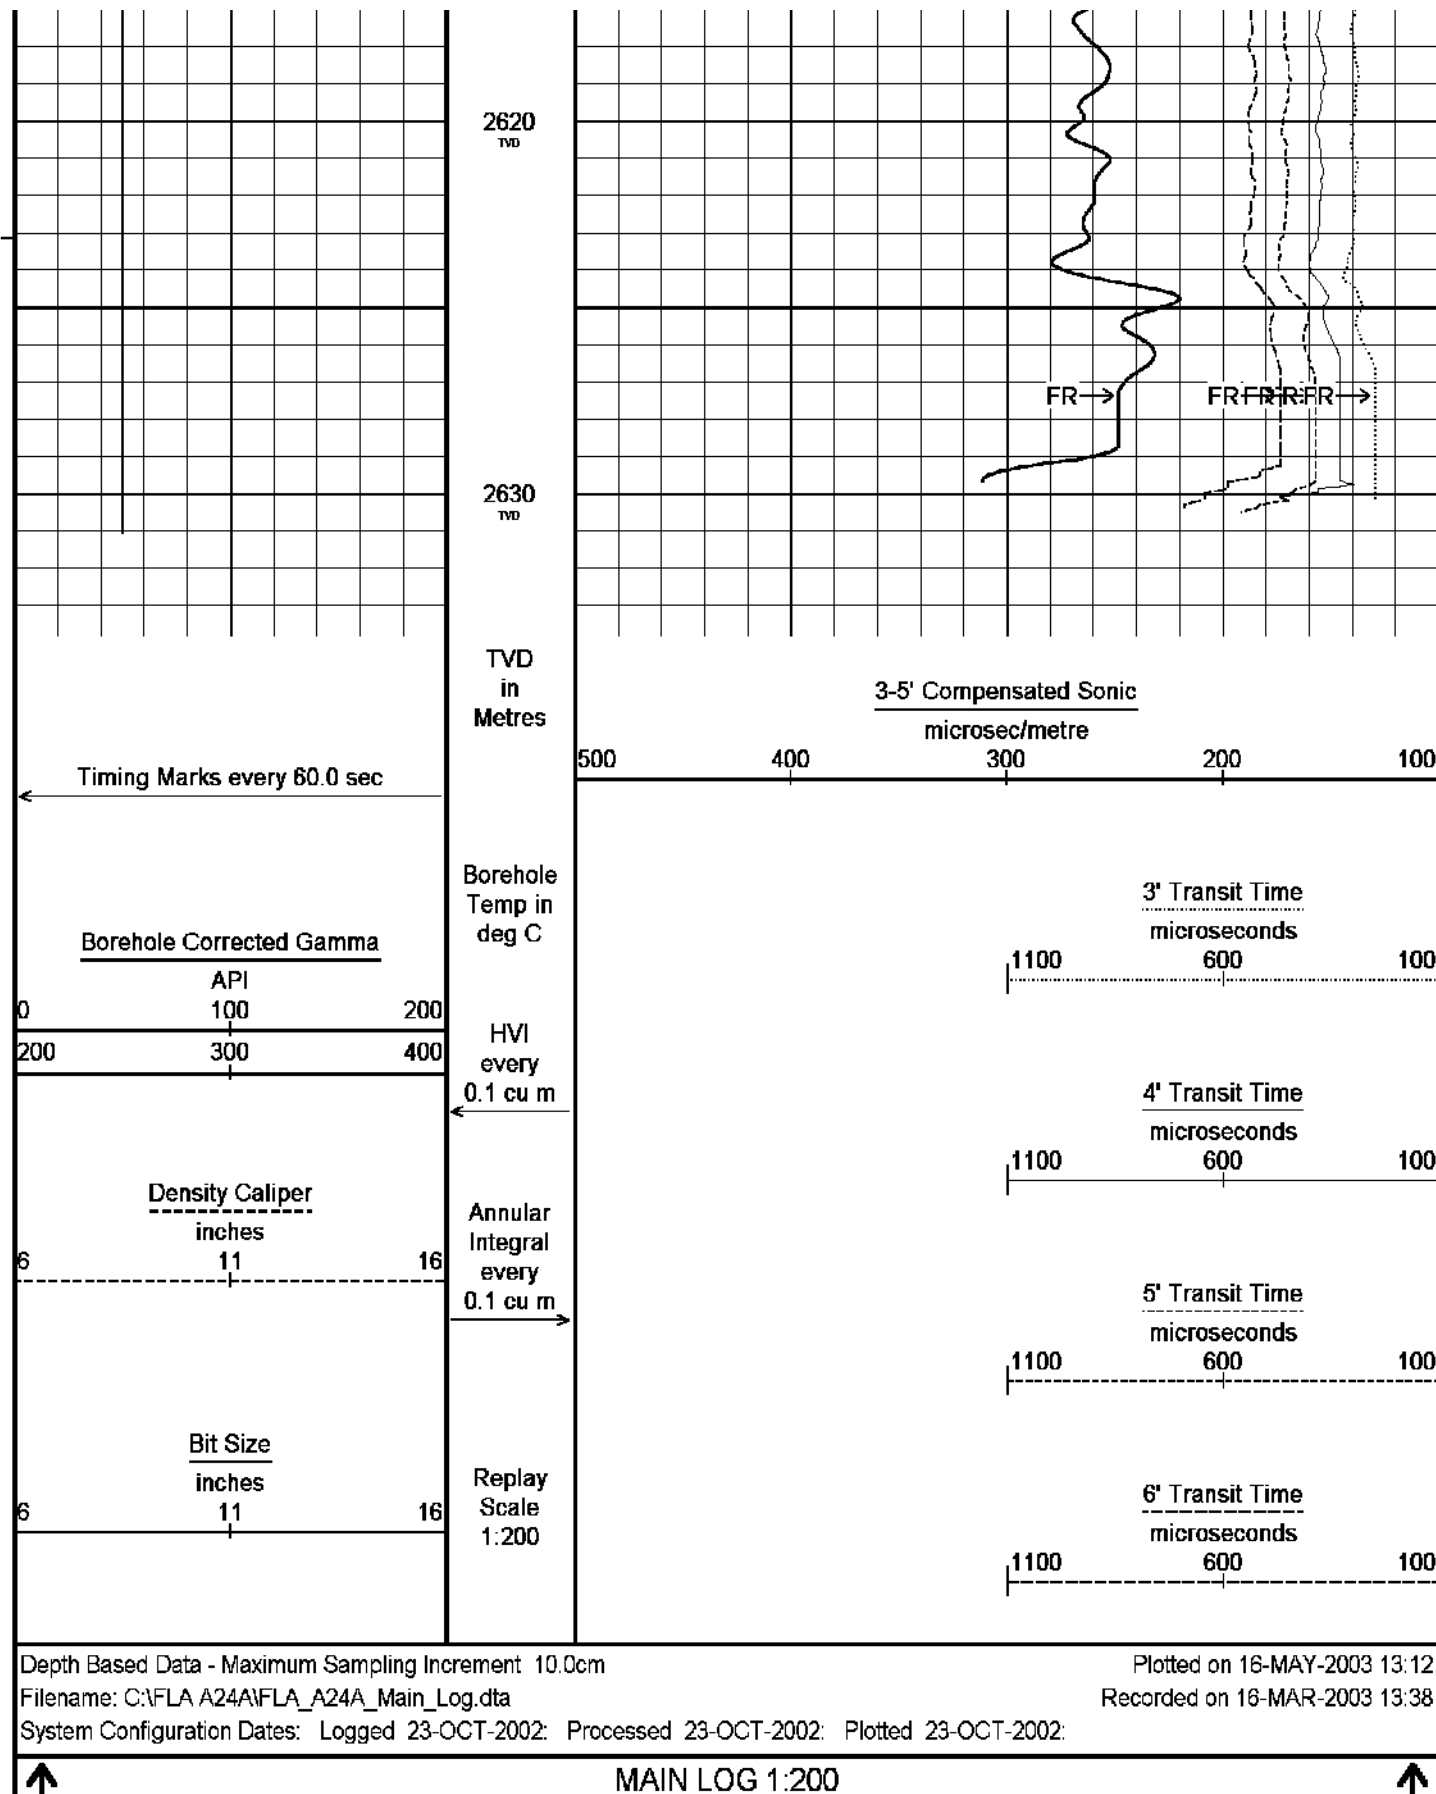 2620
TVD
FR
FR FR R FR
2630
TVD
TVD
in
Metres
3-5' Compensated Sonic
microsec/metre
500 400 300 200 100
Timing Marks every 60.0 sec
Borehole
Temp in
deg C
3' Transit Time
microseconds
1100 600 100
Borehole Corrected Gamma
API
0 100 200
200 300 400
HVI
every
0.1 cu m
4' Transit Time
microseconds
1100 600 100
Density Caliper
inches
6 11 16
Annular
Integral
every
0.1 cu m
5' Transit Time
microseconds
1100 600 100
Bit Size
inches
6 11 16
Replay
Scale
1:200
6' Transit Time
microseconds
1100 600 100
Depth Based Data - Maximum Sampling Increment 10.0cm
Plotted on 16-MAY-2003 13:12
Filename: C:\FLA A24A\FLA_A24A_Main_Log.dta
Recorded on 16-MAR-2003 13:38
System Configuration Dates: Logged 23-OCT-2002: Processed 23-OCT-2002: Plotted 23-OCT-2002:
MAIN LOG 1:200